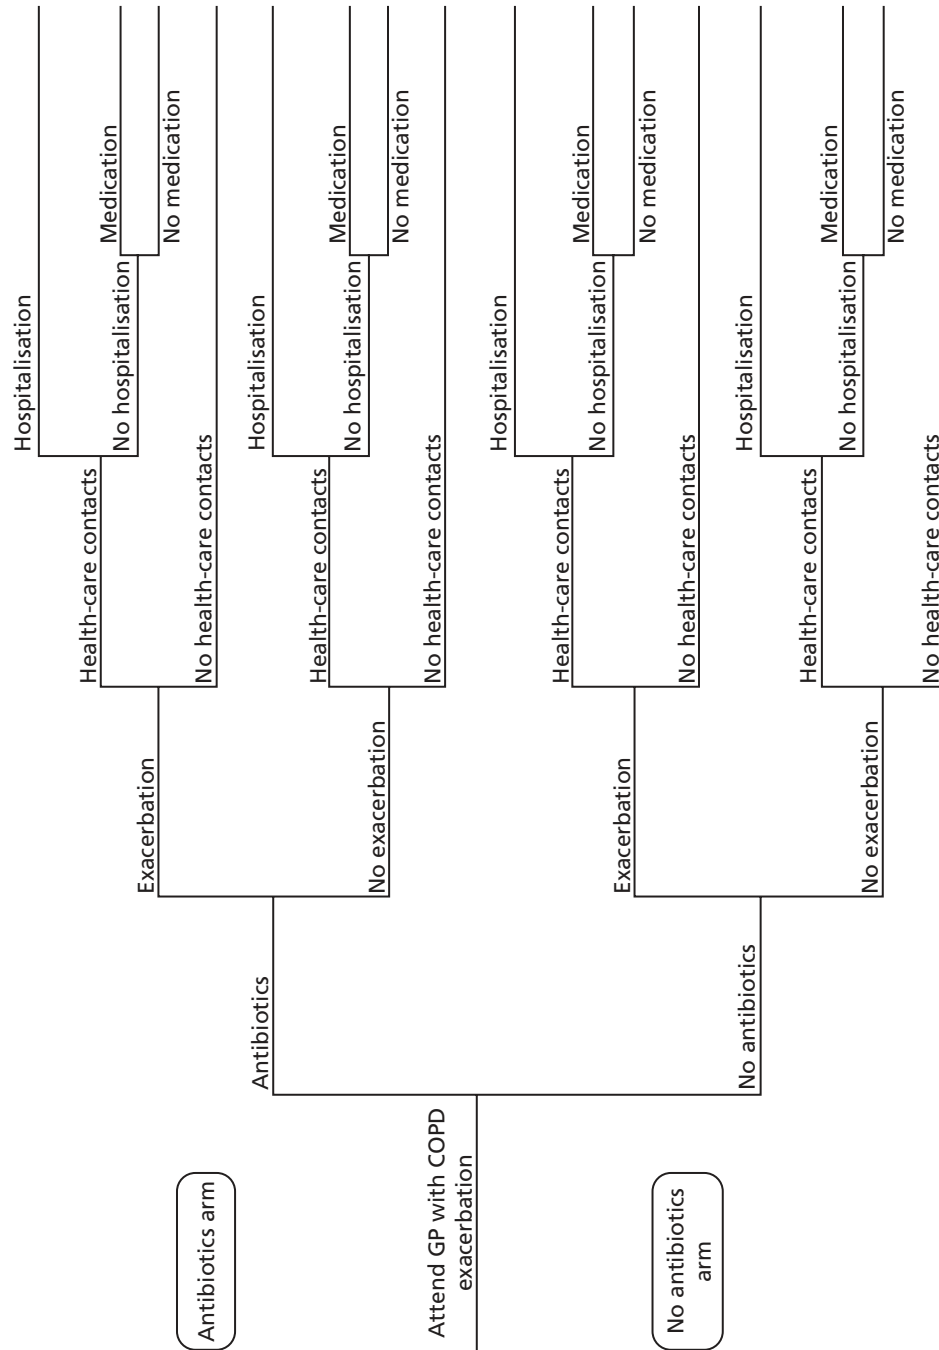 Antibiotics arm
Attend GP with COPD
exacerbation
No antibiotics
arm
Antibiotics
No antibiotics
Exacerbation
No exacerbation
Exacerbation
No exacerbation
Health-care contacts
No health-care contacts
Health-care contacts
No health-care contacts
Health-care contacts
No health-care contacts
Health-care contacts
No health-care contacts
Hospitalisation
No hospitalisation
Hospitalisation
No hospitalisation
Hospitalisation
No hospitalisation
Hospitalisation
No hospitalisation
Medication
No medication
Medication
No medication
Medication
No medication
Medication
No medication